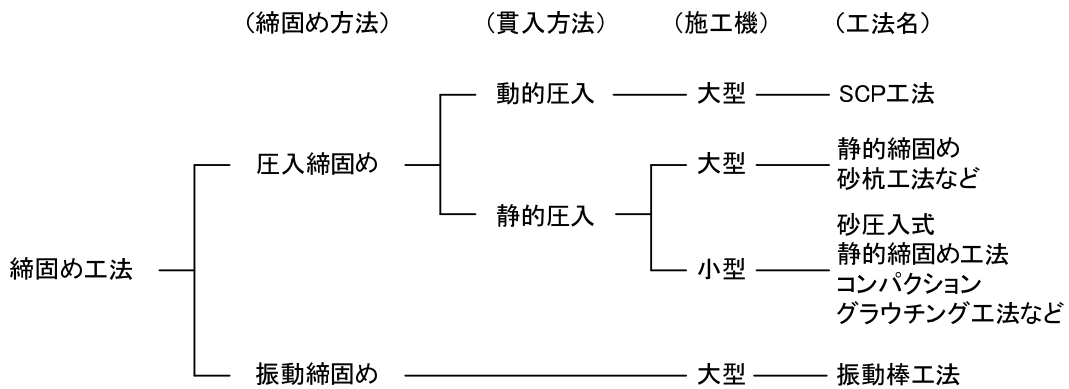 (締固め方法)
(貫入方法)
(施工機)
(工法名)
動的圧入
大型
SCP工法
圧入締固め
大型
静的締固め
砂杭工法など
静的圧入
締固め工法
小型
砂圧入式
静的締固め工法
コンパクション
グラウチング工法など
振動締固め
大型
振動棒工法